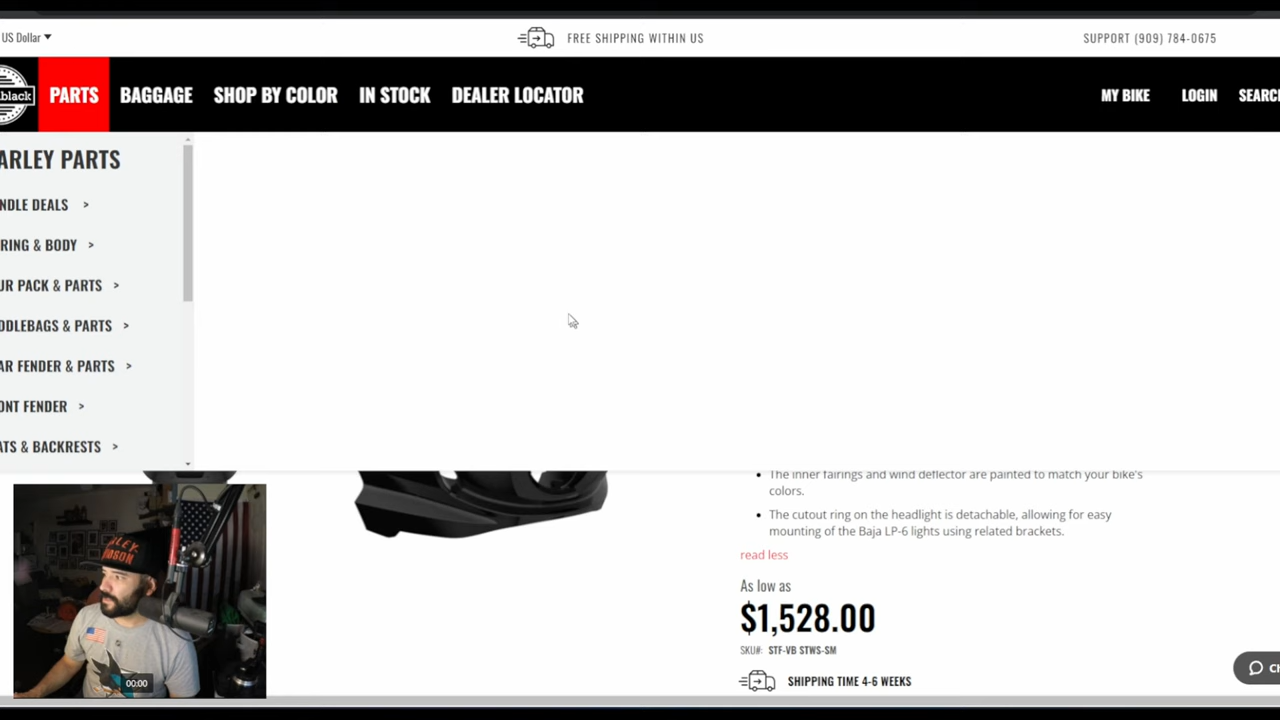 US Dollar
FREE SHIPPING WITHIN US
SUPPORT (909) 784-0675
black
PARTS
BAGGAGE
SHOP BY COLOR
IN STOCK
DEALER LOCATOR
MY BIKE
LOGIN
SEARC
ARLEY PARTS
NDLE DEALS >
RING & BODY >
UR PACK & PARTS >
DDLEBAGS & PARTS >
AR FENDER & PARTS >
ONT FENDER >
ATS & BACKRESTS >
The inner fairings and wind deflector are painted to match your bike's
colors.
The cutout ring on the headlight is detachable, allowing for easy
mounting of the Baja LP-6 lights using related brackets.
read less
As low as
$1,528.00
SKU#: STF-VB STWS-SM
SHIPPING TIME 4-6 WEEKS
00:00